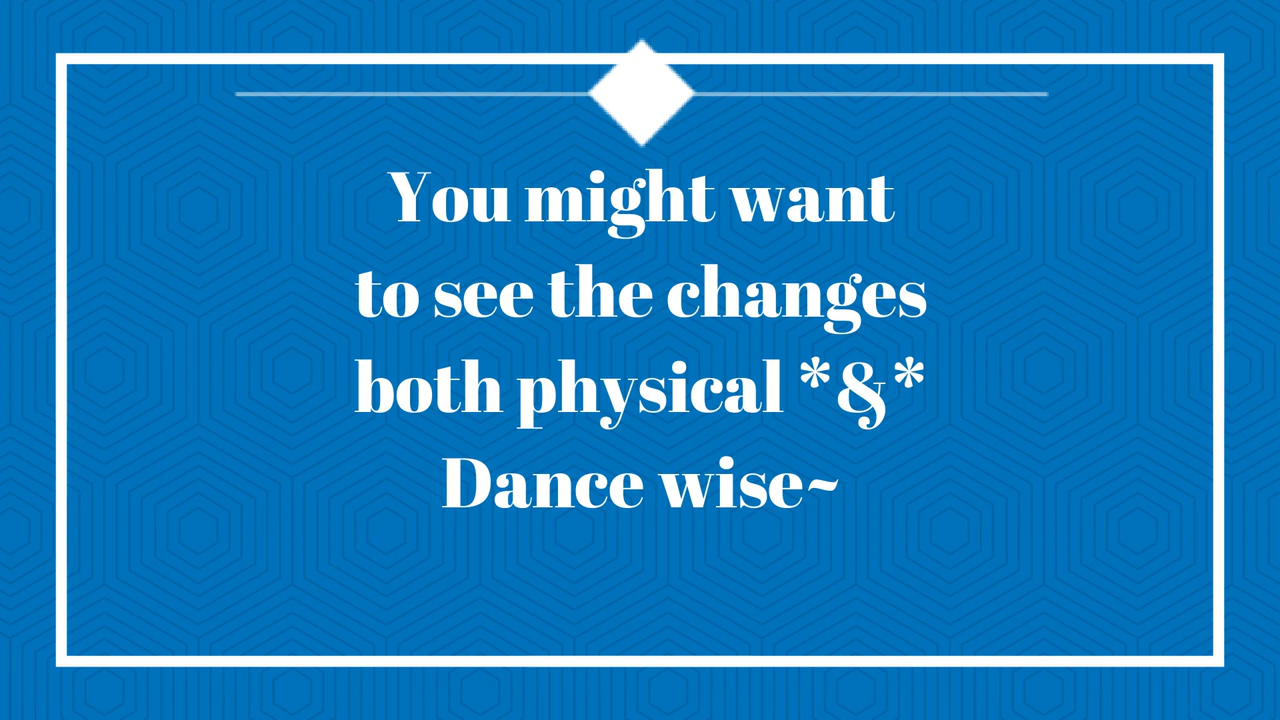 You might want
to see the changes
both physical *&*
Dance wise~